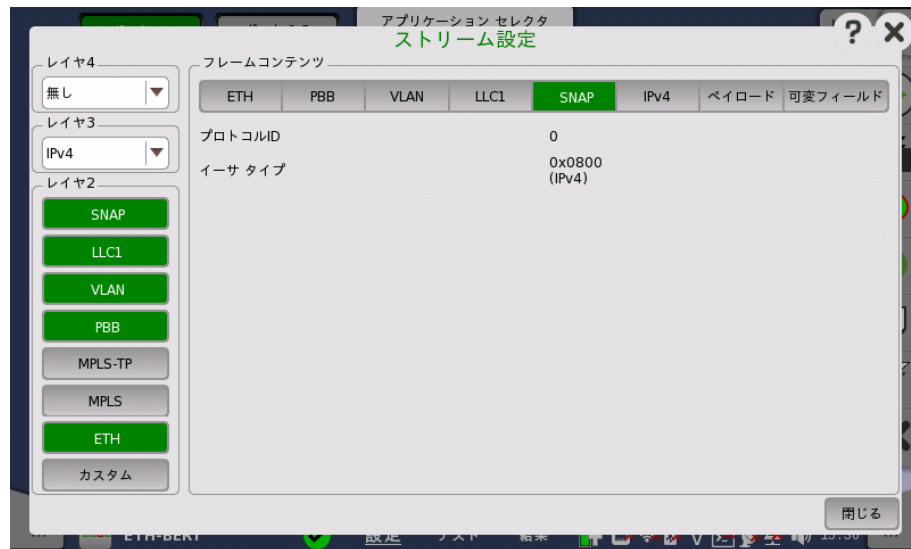 アプリケーション セレクタ
ストリーム設定
? ×
レイヤ4
無し
レイヤ3
IPv4
レイヤ2
SNAP
LLC1
VLAN
PBB
MPLS-TP
MPLS
ETH
カスタム
フレームコンテンツ
ETH PBB VLAN LLC1 SNAP IPv4 ペイロード 可変フィールド
プロトコルID 0
イーサ タイプ 0x0800
(IPv4)
閉じる
ETH-BERT 設定 テスト 結果